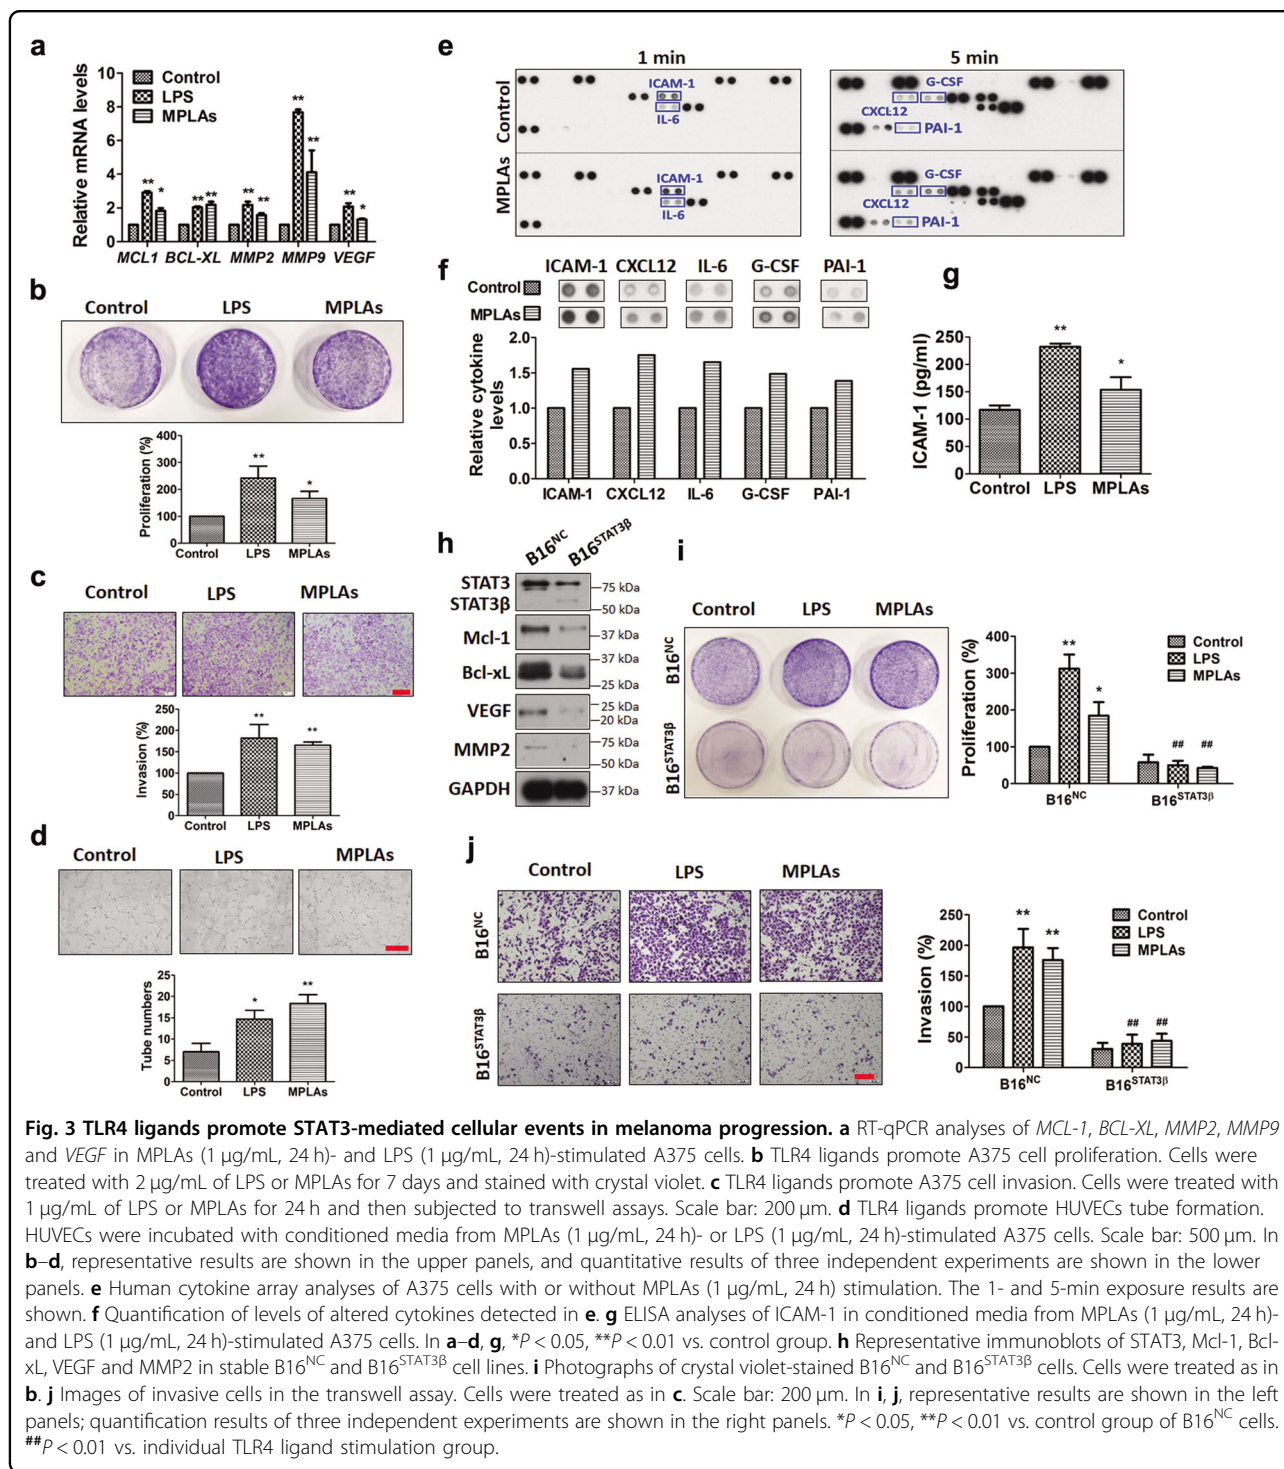 a
Relative mRNA levels
10
8
6
4
2
0
Control
LPS
MPLAs
** * ** ** ** ** ** ** ** *
MCL1 BCL-XL MMP2 MMP9 VEGF
b
Control LPS MPLAs
Proliferation (%)
400
300
200
100
0
** *
Control LPS MPLAs
c
Control LPS MPLAs
Invasion (%)
250
200
150
100
50
0
** **
Control LPS MPLAs
d
Control LPS MPLAs
Tube numbers
25
20
15
10
5
0
* **
Control LPS MPLAs
e
1 min 5 min
Control
ICAM-1
IL-6
G-CSF
CXCL12
PAI-1
MPLAs
ICAM-1
IL-6
G-CSF
CXCL12
PAI-1
f
ICAM-1 CXCL12 IL-6 G-CSF PAI-1
Control
MPLAs
Relative cytokine
levels
2.0
1.5
1.0
0.5
0.0
ICAM-1 CXCL12 IL-6 G-CSF PAI-1
g
ICAM-1 (pg/ml)
250
200
150
100
50
0
** *
Control LPS MPLAs
h
B16NC B16STAT3β
STAT3
75 kDa
STAT3β
50 kDa
Mcl-1
37 kDa
37 kDa
Bcl-xL
25 kDa
VEGF
25 kDa
20 kDa
MMP2
75 kDa
50 kDa
GAPDH
37 kDa
i
Control LPS MPLAs
B16NC
B16STAT3β
Proliferation (%)
400
300
200
100
0
** * ## ##
Control
LPS
MPLAs
B16NC B16STAT3β
j
Control LPS MPLAs
B16NC
B16STAT3β
Invasion (%)
250
200
150
100
50
0
** ** ## ##
Control
LPS
MPLAs
B16NC B16STAT3β
Fig. 3 TLR4 ligands promote STAT3-mediated cellular events in melanoma progression. a RT-qPCR analyses of MCL-1, BCL-XL, MMP2, MMP9
and VEGF in MPLAs (1 μg/mL, 24 h)- and LPS (1 μg/mL, 24 h)-stimulated A375 cells. b TLR4 ligands promote A375 cell proliferation. Cells were
treated with 2 μg/mL of LPS or MPLAs for 7 days and stained with crystal violet. c TLR4 ligands promote A375 cell invasion. Cells were treated with
1 μg/mL of LPS or MPLAs for 24 h and then subjected to transwell assays. Scale bar: 200 μm. d TLR4 ligands promote HUVECs tube formation.
HUVECs were incubated with conditioned media from MPLAs (1 μg/mL, 24 h)- or LPS (1 μg/mL, 24 h)-stimulated A375 cells. Scale bar: 500 μm. In
b–d, representative results are shown in the upper panels, and quantitative results of three independent experiments are shown in the lower
panels. e Human cytokine array analyses of A375 cells with or without MPLAs (1 μg/mL, 24 h) stimulation. The 1- and 5-min exposure results are
shown. f Quantification of levels of altered cytokines detected in e. g ELISA analyses of ICAM-1 in conditioned media from MPLAs (1 μg/mL, 24 h)-
and LPS (1 μg/mL, 24 h)-stimulated A375 cells. In a–d, g, *P < 0.05, **P < 0.01 vs. control group. h Representative immunoblots of STAT3, Mcl-1, Bcl-
xL, VEGF and MMP2 in stable B16NC and B16STAT3β cell lines. i Photographs of crystal violet-stained B16NC and B16STAT3β cells. Cells were treated as in
b. j Images of invasive cells in the transwell assay. Cells were treated as in c. Scale bar: 200 μm. In i, j, representative results are shown in the left
panels; quantification results of three independent experiments are shown in the right panels. *P < 0.05, **P < 0.01 vs. control group of B16NC cells.
##P < 0.01 vs. individual TLR4 ligand stimulation group.